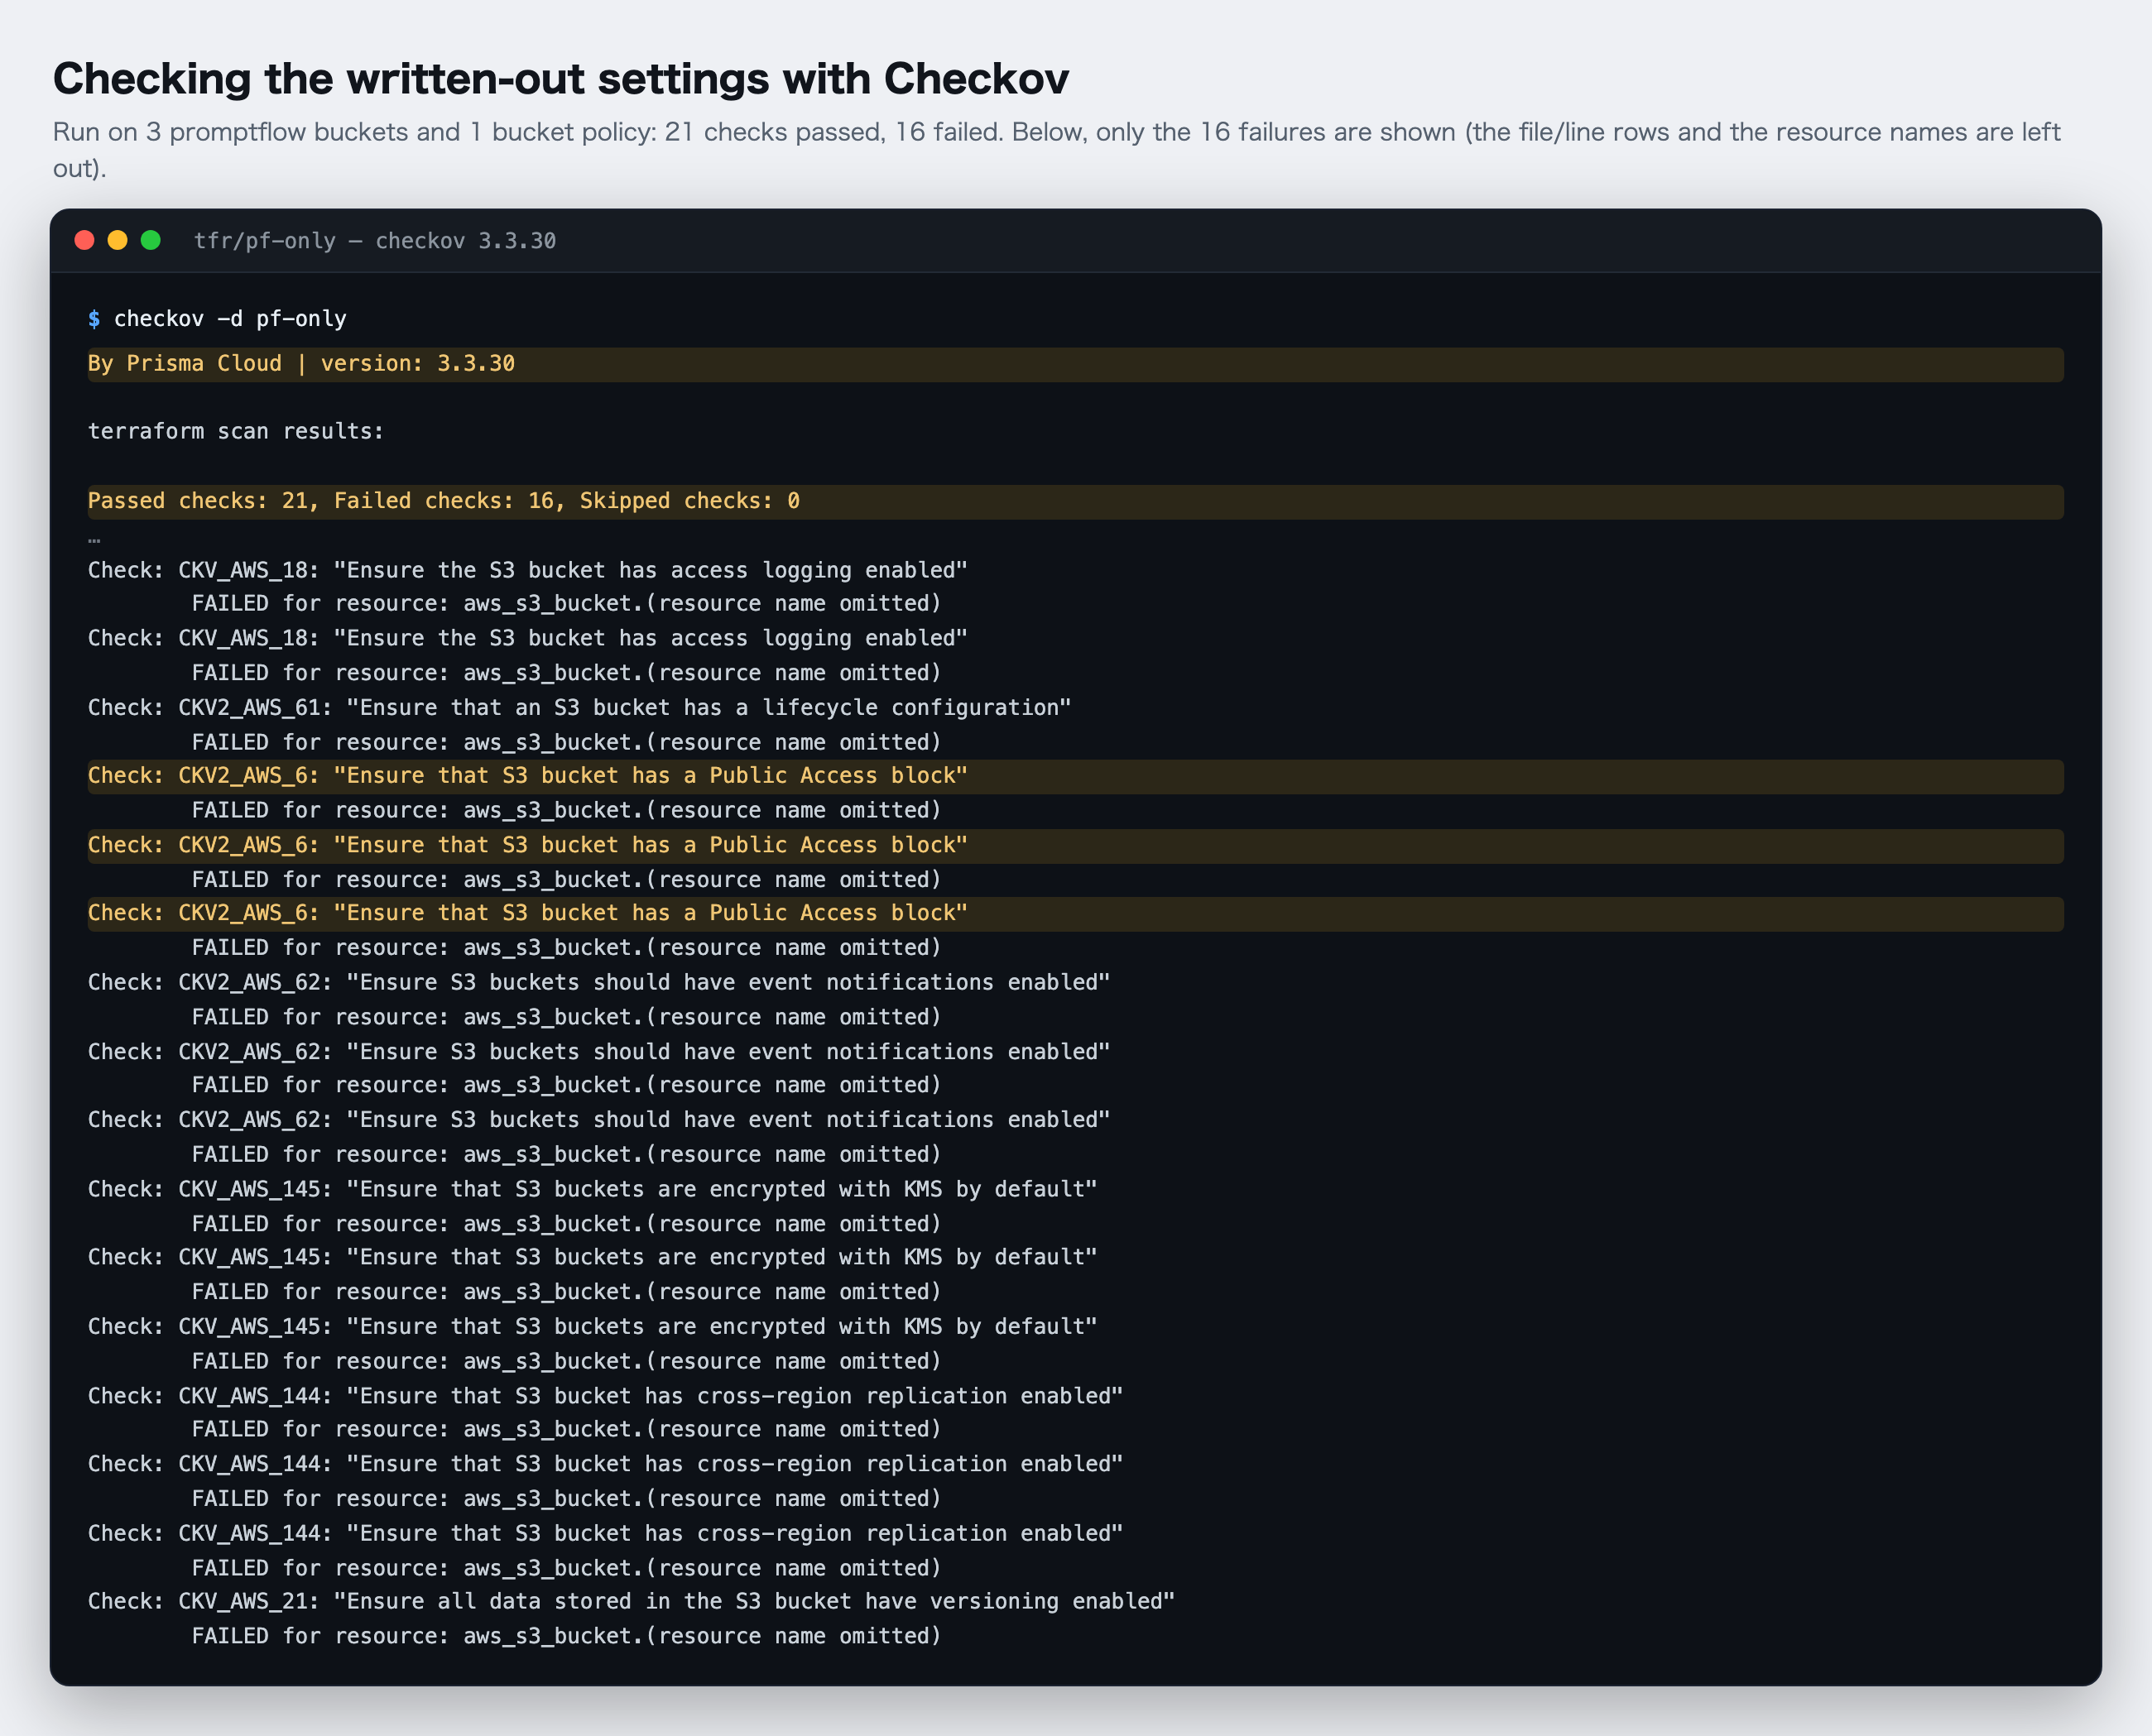 Checking the written-out settings with Checkov
Run on 3 promptflow buckets and 1 bucket policy: 21 checks passed, 16 failed. Below, only the 16 failures are shown (the file/line rows and the resource names are left
out).
tfr/pf-only — checkov 3.3.30
$ checkov -d pf-only
By Prisma Cloud | version: 3.3.30
terraform scan results:
Passed checks: 21, Failed checks: 16, Skipped checks: 0
…
Check: CKV_AWS_18: "Ensure the S3 bucket has access logging enabled"
FAILED for resource: aws_s3_bucket.(resource name omitted)
Check: CKV_AWS_18: "Ensure the S3 bucket has access logging enabled"
FAILED for resource: aws_s3_bucket.(resource name omitted)
Check: CKV2_AWS_61: "Ensure that an S3 bucket has a lifecycle configuration"
FAILED for resource: aws_s3_bucket.(resource name omitted)
Check: CKV2_AWS_6: "Ensure that S3 bucket has a Public Access block"
FAILED for resource: aws_s3_bucket.(resource name omitted)
Check: CKV2_AWS_6: "Ensure that S3 bucket has a Public Access block"
FAILED for resource: aws_s3_bucket.(resource name omitted)
Check: CKV2_AWS_6: "Ensure that S3 bucket has a Public Access block"
FAILED for resource: aws_s3_bucket.(resource name omitted)
Check: CKV2_AWS_62: "Ensure S3 buckets should have event notifications enabled"
FAILED for resource: aws_s3_bucket.(resource name omitted)
Check: CKV2_AWS_62: "Ensure S3 buckets should have event notifications enabled"
FAILED for resource: aws_s3_bucket.(resource name omitted)
Check: CKV2_AWS_62: "Ensure S3 buckets should have event notifications enabled"
FAILED for resource: aws_s3_bucket.(resource name omitted)
Check: CKV_AWS_145: "Ensure that S3 buckets are encrypted with KMS by default"
FAILED for resource: aws_s3_bucket.(resource name omitted)
Check: CKV_AWS_145: "Ensure that S3 buckets are encrypted with KMS by default"
FAILED for resource: aws_s3_bucket.(resource name omitted)
Check: CKV_AWS_145: "Ensure that S3 buckets are encrypted with KMS by default"
FAILED for resource: aws_s3_bucket.(resource name omitted)
Check: CKV_AWS_144: "Ensure that S3 bucket has cross-region replication enabled"
FAILED for resource: aws_s3_bucket.(resource name omitted)
Check: CKV_AWS_144: "Ensure that S3 bucket has cross-region replication enabled"
FAILED for resource: aws_s3_bucket.(resource name omitted)
Check: CKV_AWS_144: "Ensure that S3 bucket has cross-region replication enabled"
FAILED for resource: aws_s3_bucket.(resource name omitted)
Check: CKV_AWS_21: "Ensure all data stored in the S3 bucket have versioning enabled"
FAILED for resource: aws_s3_bucket.(resource name omitted)